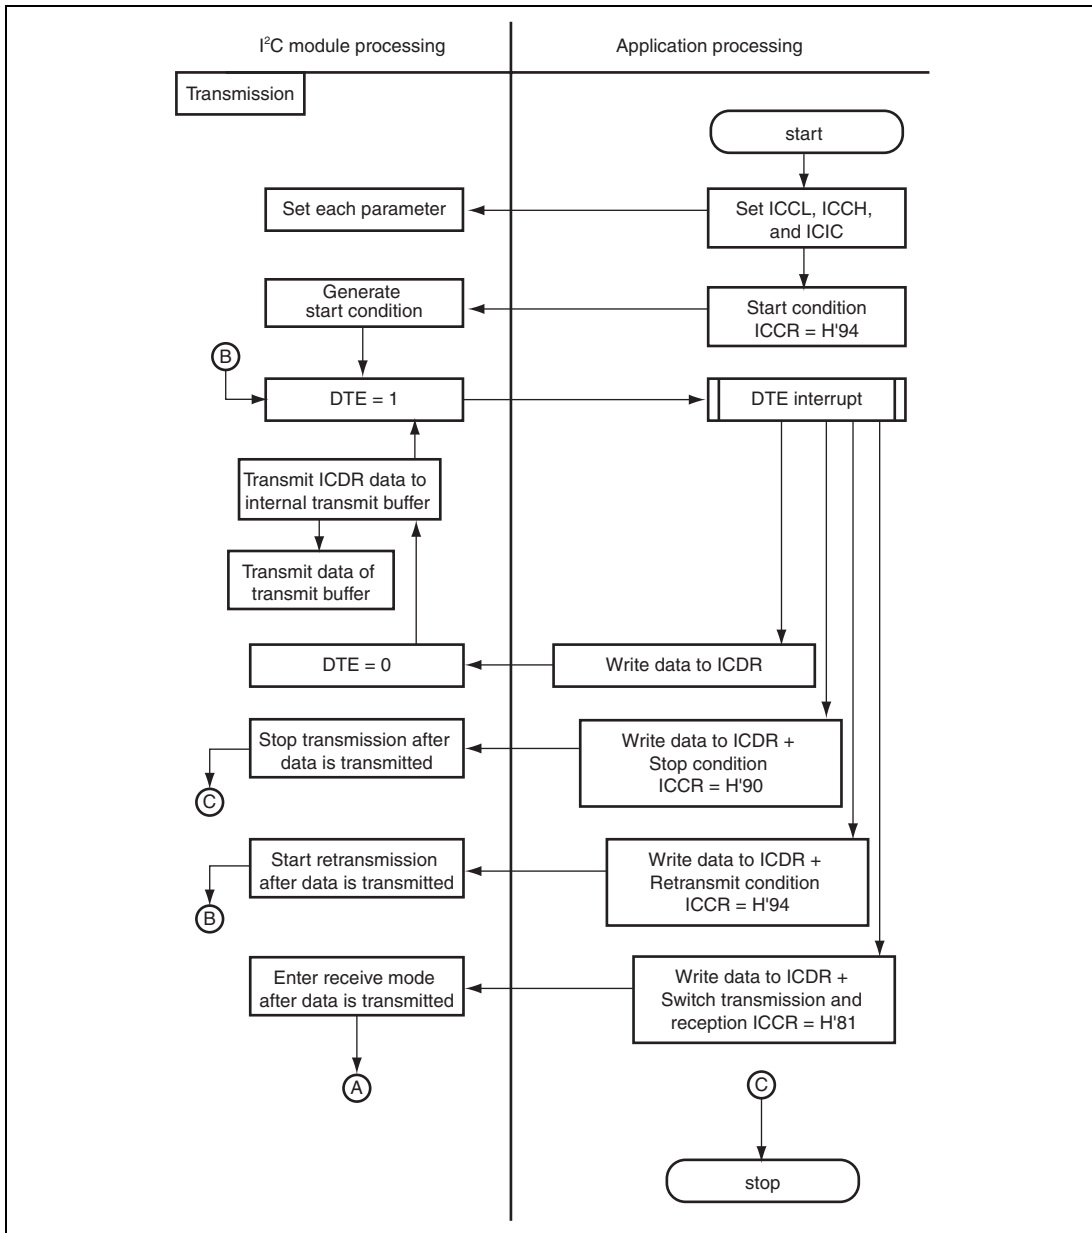 I²C module processing
Application processing
Transmission
start
Set each parameter
Set ICCL, ICCH,
and ICIC
Generate
start condition
Start condition
ICCR = H'94
B
DTE = 1
DTE interrupt
Transmit ICDR data to
internal transmit buffer
Transmit data of
transmit buffer
DTE = 0
Write data to ICDR
Stop transmission after
data is transmitted
Write data to ICDR +
Stop condition
ICCR = H'90
C
Start retransmission
after data is transmitted
Write data to ICDR +
Retransmit condition
ICCR = H'94
B
Enter receive mode
after data is transmitted
Write data to ICDR +
Switch transmission and
reception ICCR = H'81
A
C
stop